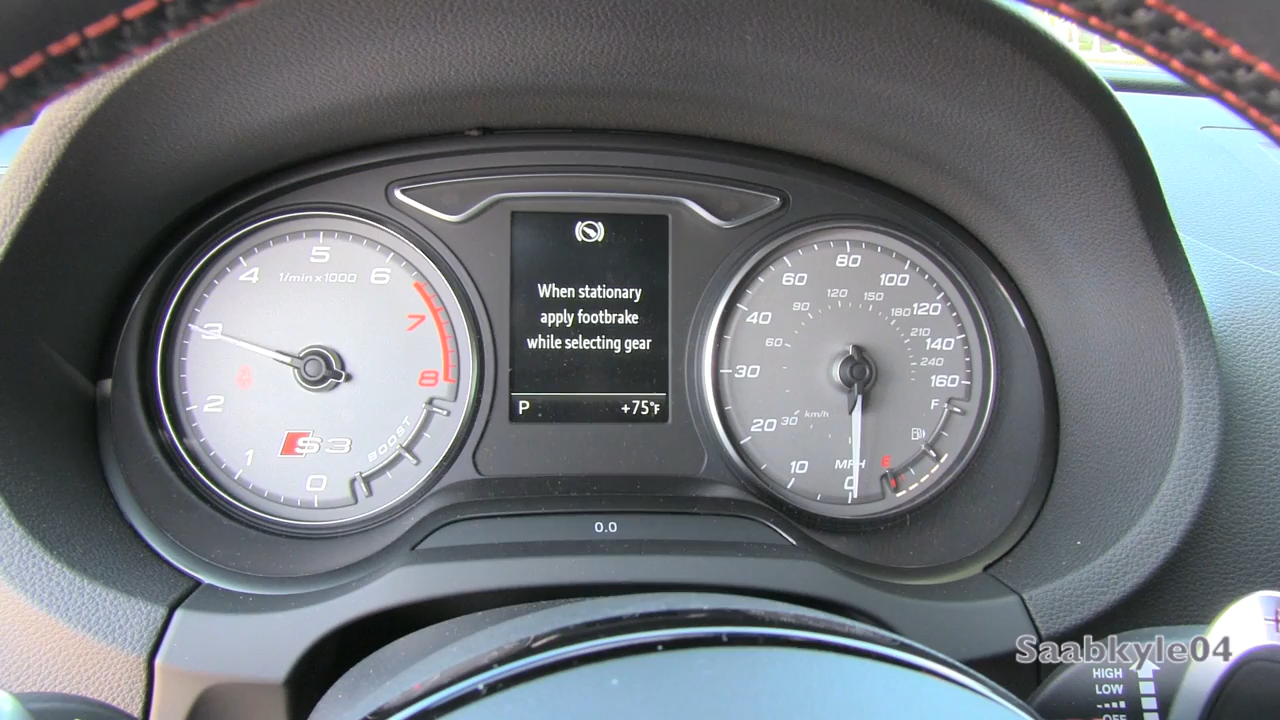 When stationary
apply footbrake
while selecting gear
P
+75°F
5
4
6
1/min x 1000
3
7
2
8
S3
BOOST
1
0
80
60
100
120
150
90
180
120
40
210
60
140
240
30
160
F
20
30
km/h
E
10
MPH
0
0.0
Saabkyle04
HIGH
LOW
OFF